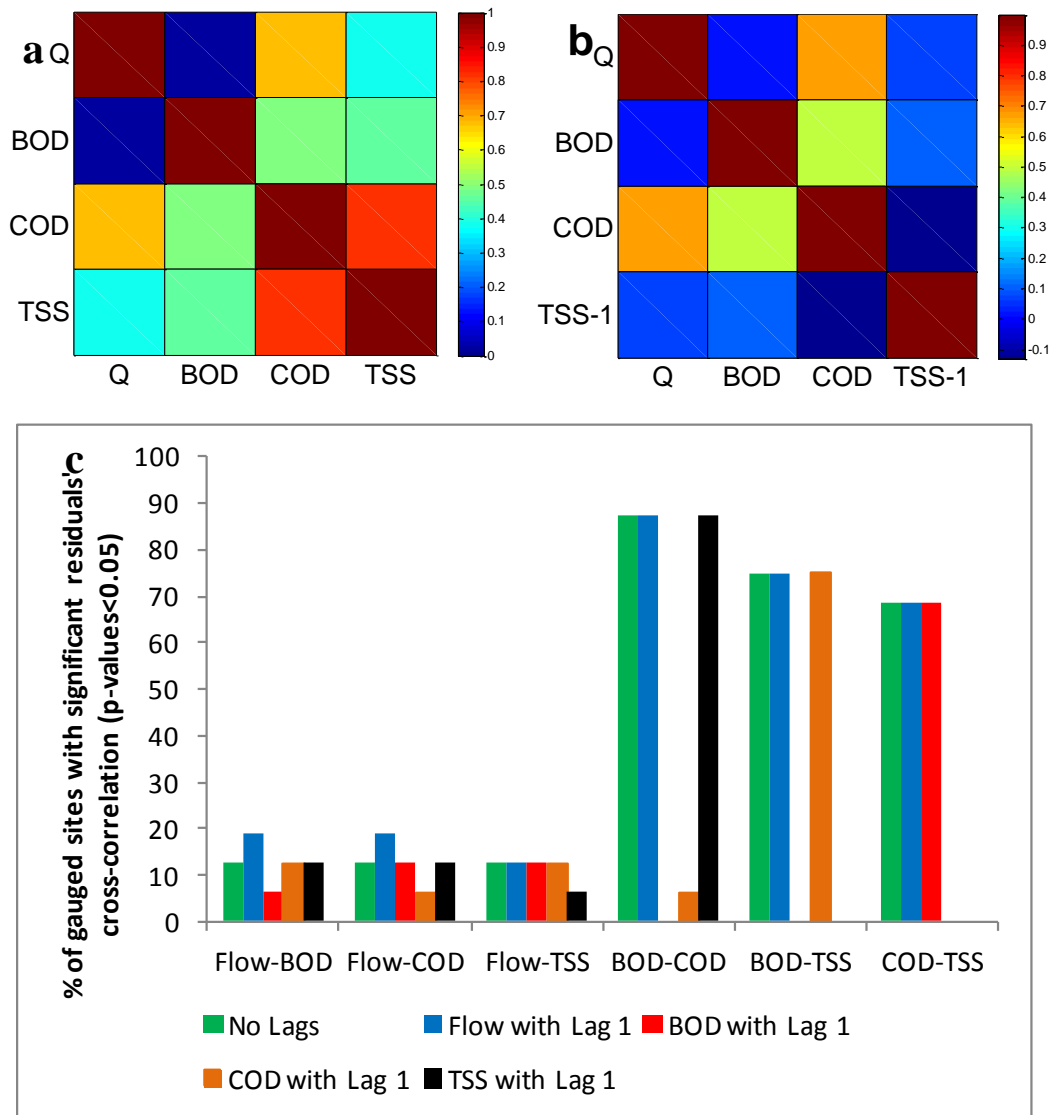 a
Q
BOD
COD
TSS
Q BOD COD TSS
1
0.9
0.8
0.7
0.6
0.5
0.4
0.3
0.2
0.1
0
b
Q
BOD
COD
TSS-1
Q BOD COD TSS-1
0.9
0.8
0.7
0.6
0.5
0.4
0.3
0.2
0.1
0
-0.1
c
% of gauged sites with significant residuals'
cross-correlation (p-values<0.05)
100
90
80
70
60
50
40
30
20
10
0
Flow-BOD Flow-COD Flow-TSS BOD-COD BOD-TSS COD-TSS
No Lags Flow with Lag 1 BOD with Lag 1
COD with Lag 1 TSS with Lag 1